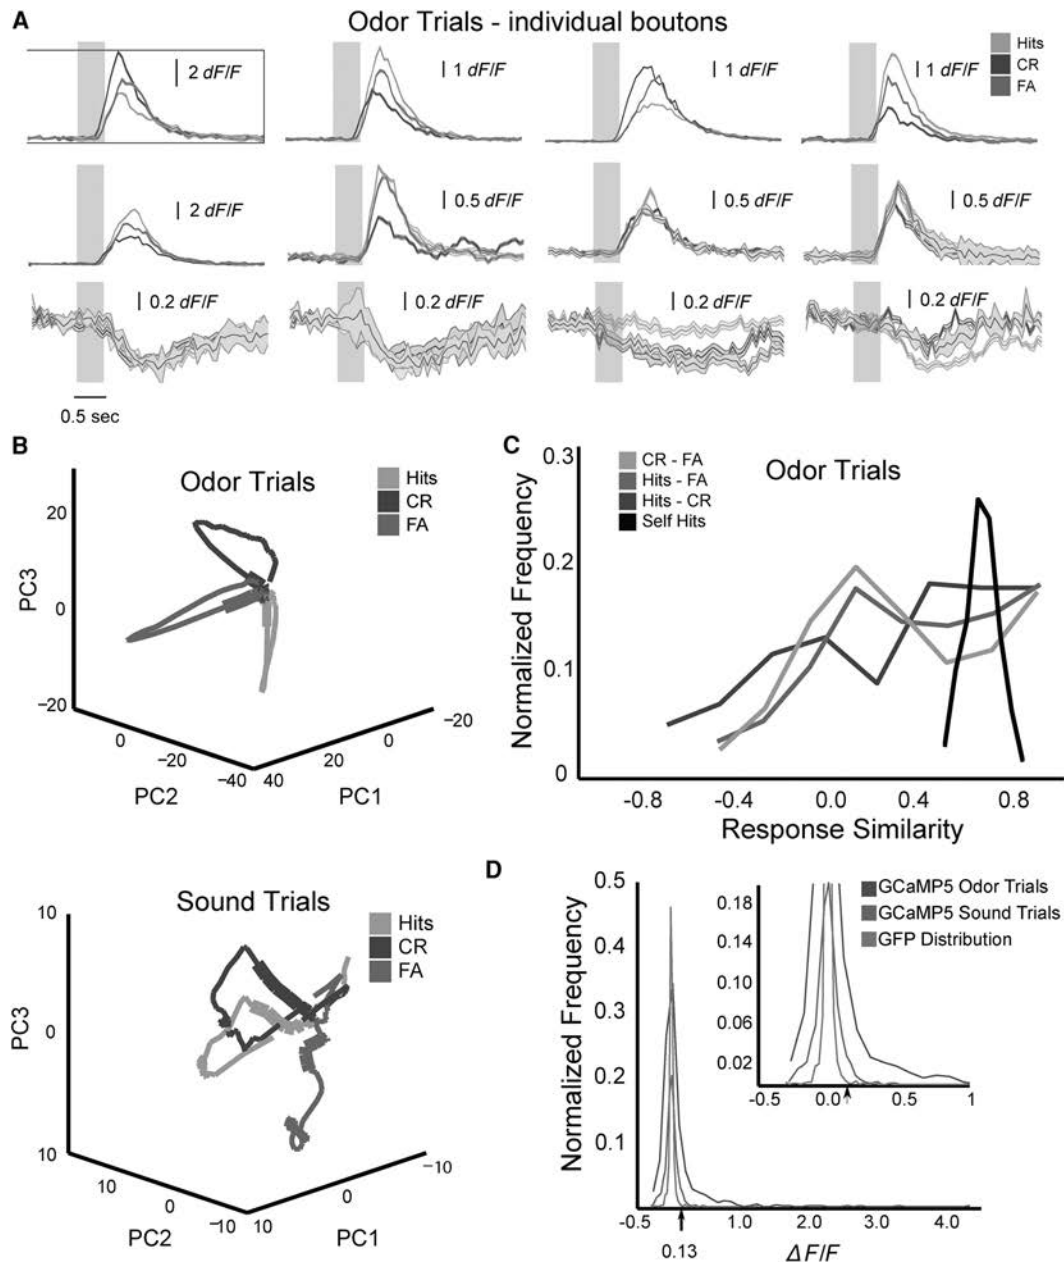 A
Odor Trials - individual boutons
Hits
CR
FA
2 dF/F
1 dF/F
1 dF/F
1 dF/F
2 dF/F
0.5 dF/F
0.5 dF/F
0.5 dF/F
0.2 dF/F
0.2 dF/F
0.2 dF/F
0.2 dF/F
0.5 sec
B
Odor Trials
Hits
CR
FA
PC3
20
0
-20
0
-20
-40
PC2
40
20
0
-20
PC1
Sound Trials
Hits
CR
FA
PC3
10
0
10
10
0
-10
PC2
10
0
-10
PC1
C
Odor Trials
CR - FA
Hits - FA
Hits - CR
Self Hits
Normalized Frequency
0.3
0.2
0.1
0
-0.8
-0.4
0.0
0.4
0.8
Response Similarity
D
Normalized Frequency
0.5
0.4
0.3
0.2
0.1
-0.5
0.13
1.0
2.0
3.0
4.0
ΔF/F
0.18
0.14
0.10
0.06
0.02
-0.5
0.0
0.5
1
GCaMP5 Odor Trials
GCaMP5 Sound Trials
GFP Distribution